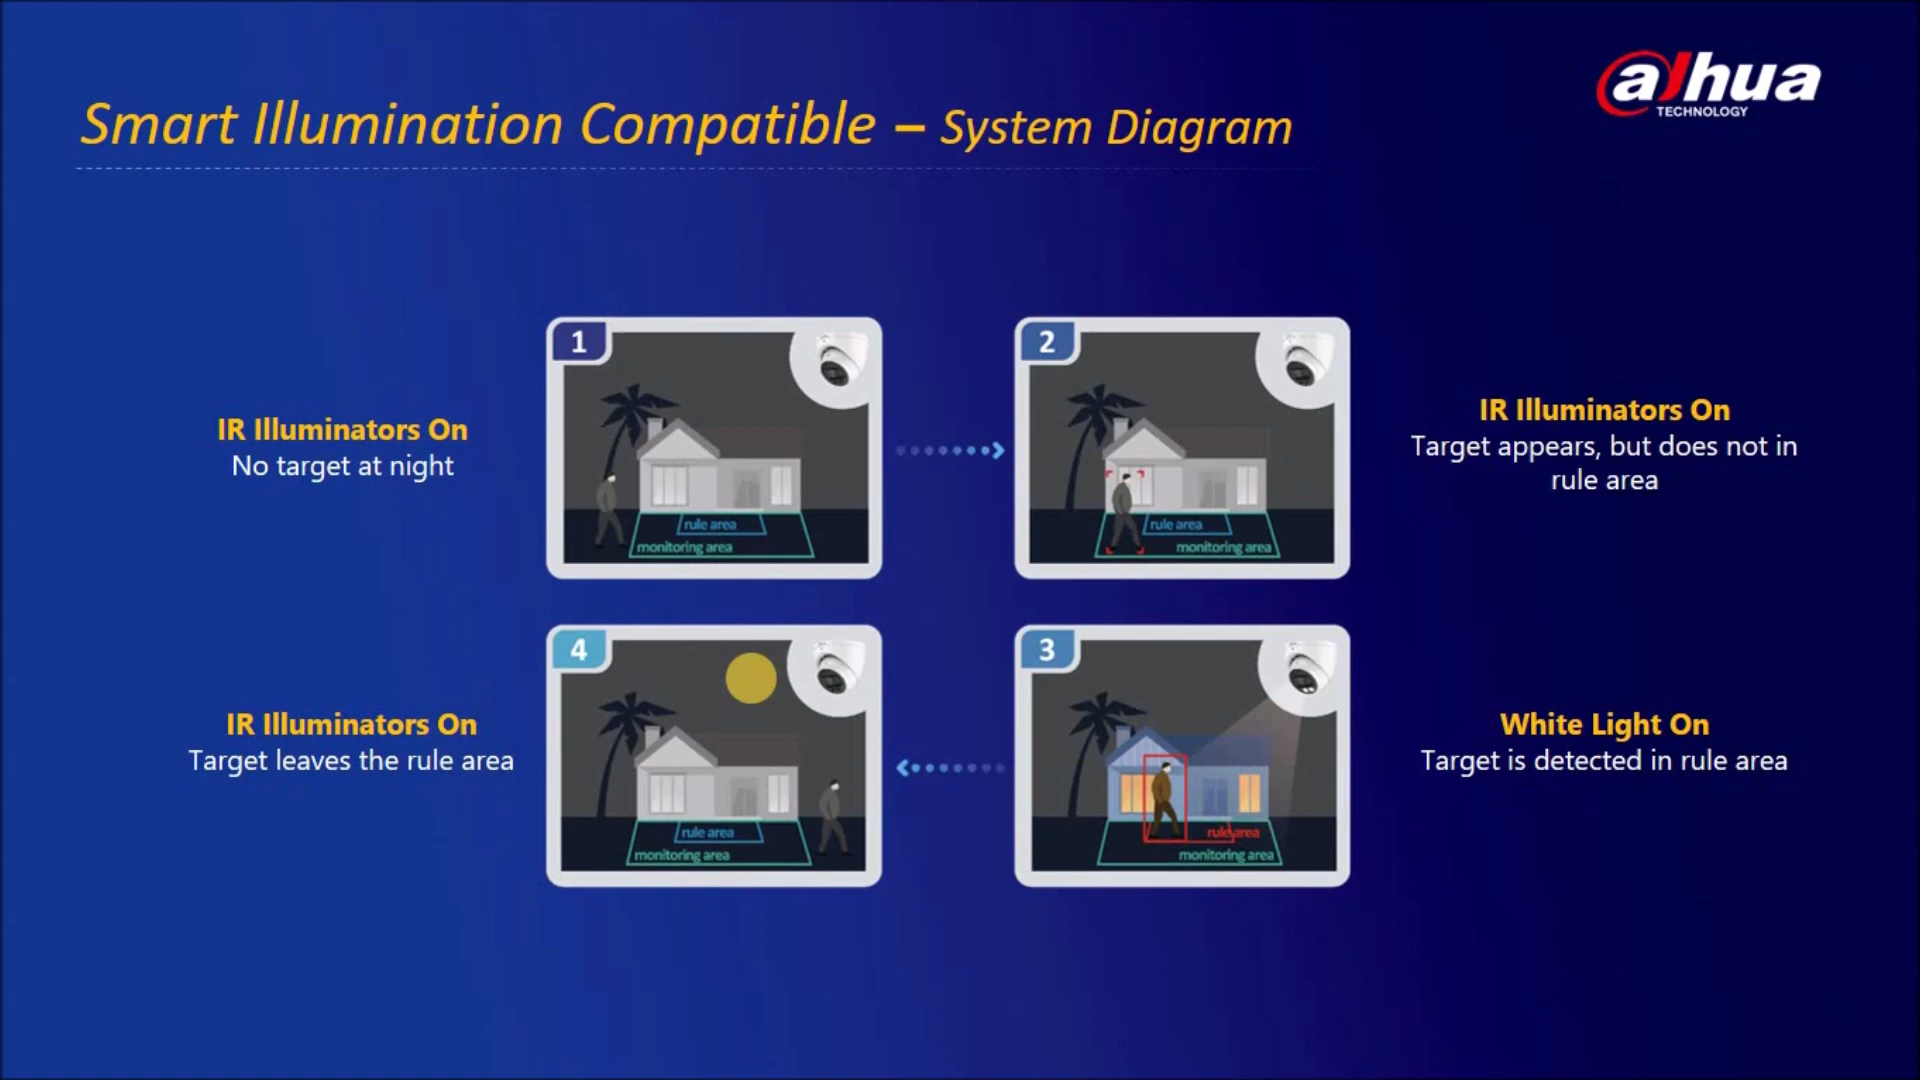 alhua
TECHNOLOGY
Smart Illumination Compatible – System Diagram
IR Illuminators On
No target at night
1
rule area
monitoring area
2
rule area
monitoring area
IR Illuminators On
Target appears, but does not in
rule area
IR Illuminators On
Target leaves the rule area
4
rule area
monitoring area
3
rule area
monitoring area
White Light On
Target is detected in rule area